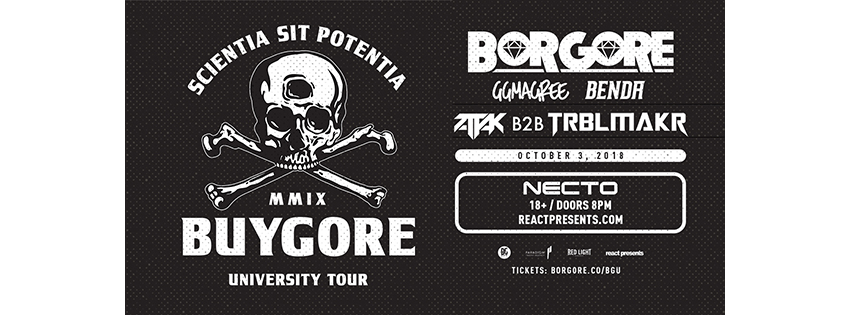 SCIENTIA SIT POTENTIA
MMIX
BUYGORE
UNIVERSITY TOUR
BORGORE
GGMAGREE BENDA
ATAK B2B TRBLMAKR
OCTOBER 3, 2018
NECTO
18+ / DOORS 8PM
REACTPRESENTS.COM
RED LIGHT react presents
TICKETS: BORGORE.CO/BGU